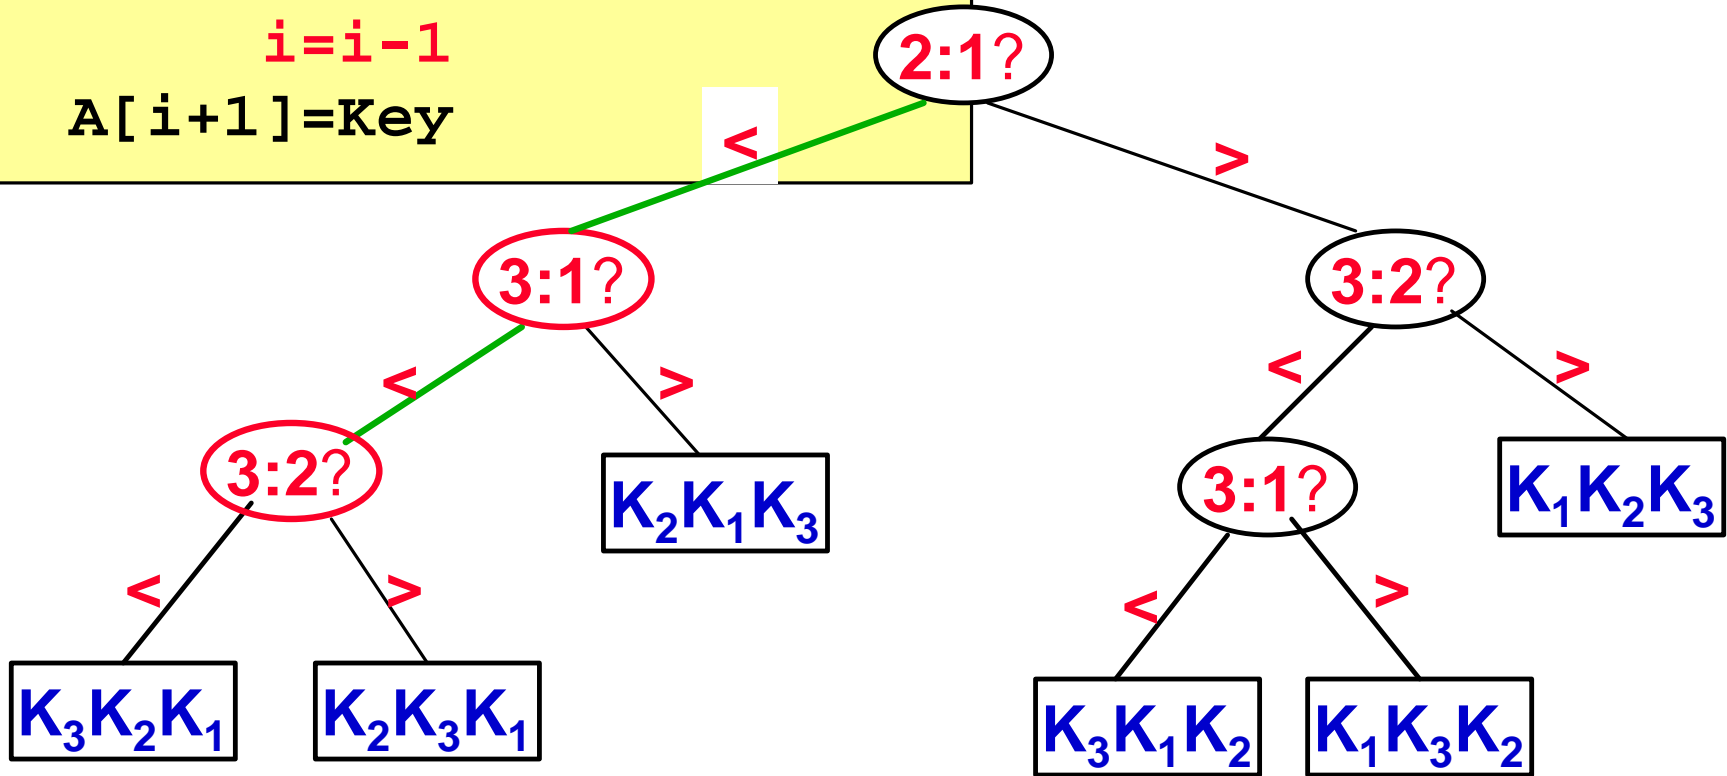 i=i-1
A[i+1]=Key
2:1?
< >
3:1? 3:2?
< > < >
3:2? K₂K₁K₃ 3:1? K₁K₂K₃
< > < >
K₃K₂K₁ K₂K₃K₁ K₃K₁K₂ K₁K₃K₂